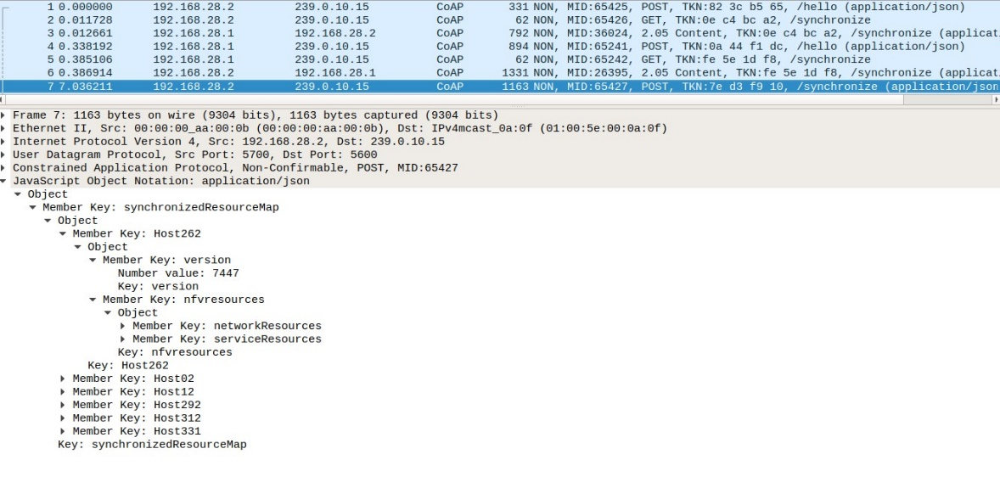 1 0.000000 192.168.28.2 239.0.10.15 CoAP 331 NON, MID:65425, POST, TKN:82 3c b5 65, /hello (application/json)
2 0.011728 192.168.28.2 239.0.10.15 CoAP 62 NON, MID:65426, GET, TKN:0e c4 bc a2, /synchronize
3 0.012661 192.168.28.1 192.168.28.2 CoAP 792 NON, MID:36024, 2.05 Content, TKN:0e c4 bc a2, /synchronize (applicat
4 0.338192 192.168.28.1 239.0.10.15 CoAP 894 NON, MID:65241, POST, TKN:0a 44 f1 dc, /hello (application/json)
5 0.385106 192.168.28.1 239.0.10.15 CoAP 62 NON, MID:65242, GET, TKN:fe 5e 1d f8, /synchronize
6 0.386914 192.168.28.2 192.168.28.1 CoAP 1331 NON, MID:26395, 2.05 Content, TKN:fe 5e 1d f8, /synchronize (applicat
7 7.036211 192.168.28.2 239.0.10.15 CoAP 1163 NON, MID:65427, POST, TKN:7e d3 f9 10, /synchronize (application/json
Frame 7: 1163 bytes on wire (9304 bits), 1163 bytes captured (9304 bits)
Ethernet II, Src: 00:00:00_aa:00:0b (00:00:00:aa:00:0b), Dst: IPv4mcast_0a:0f (01:00:5e:00:0a:0f)
Internet Protocol Version 4, Src: 192.168.28.2, Dst: 239.0.10.15
User Datagram Protocol, Src Port: 5700, Dst Port: 5600
Constrained Application Protocol, Non-Confirmable, POST, MID:65427
JavaScript Object Notation: application/json
Object
Member Key: synchronizedResourceMap
Object
Member Key: Host262
Object
Member Key: version
Number value: 7447
Key: version
Member Key: nfvresources
Object
Member Key: networkResources
Member Key: serviceResources
Key: nfvresources
Key: Host262
Member Key: Host02
Member Key: Host12
Member Key: Host292
Member Key: Host312
Member Key: Host331
Key: synchronizedResourceMap